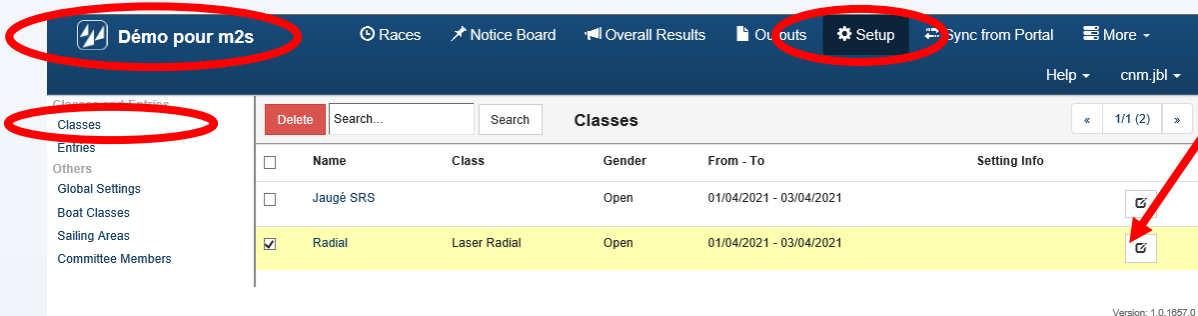 Démo pour m2s Races Notice Board Overall Results Outputs Setup Sync from Portal More
Help cnm.jbl
Classes and Entries
Classes
Entries
Others
Global Settings
Boat Classes
Sailing Areas
Committee Members
Delete Search... Search Classes « 1/1 (2) »
Name Class Gender From - To Setting Info
Jaugé SRS Open 01/04/2021 - 03/04/2021
Radial Laser Radial Open 01/04/2021 - 03/04/2021
Version: 1.0.1657.0